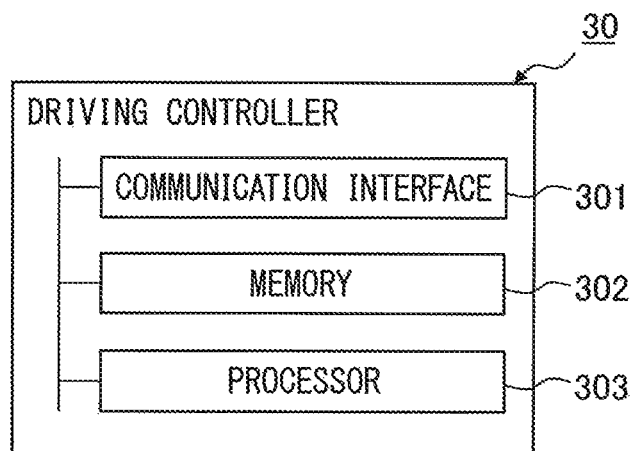 30
DRIVING CONTROLLER
COMMUNICATION INTERFACE
301
MEMORY
302
PROCESSOR
303